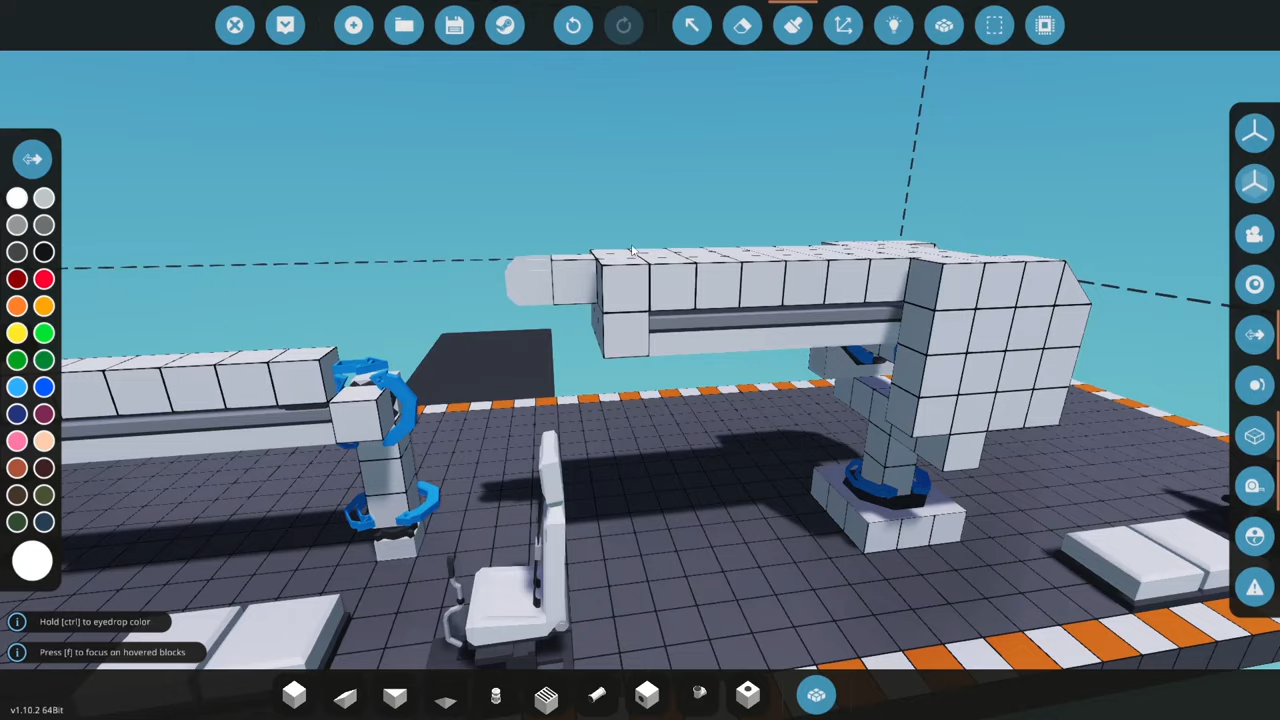 Hold [ctrl] to eyedrop color
Press [f] to focus on hovered blocks
v1.10.2 64Bit